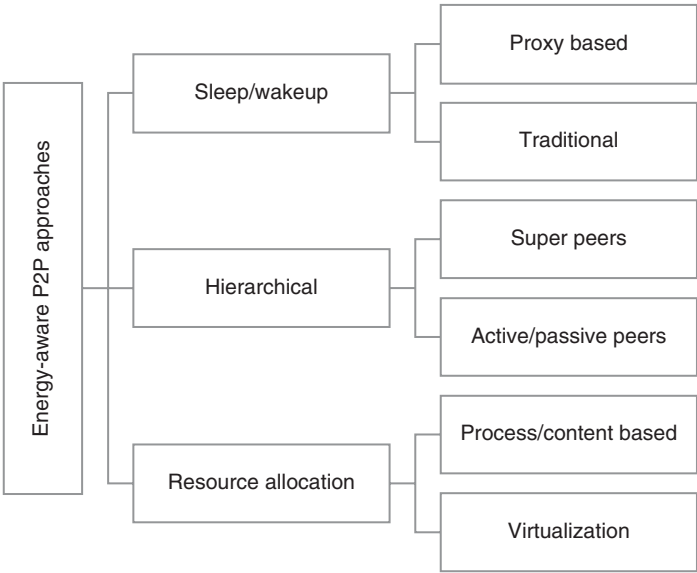 Energy-aware P2P approaches
Sleep/wakeup
Proxy based
Traditional
Hierarchical
Super peers
Active/passive peers
Resource allocation
Process/content based
Virtualization